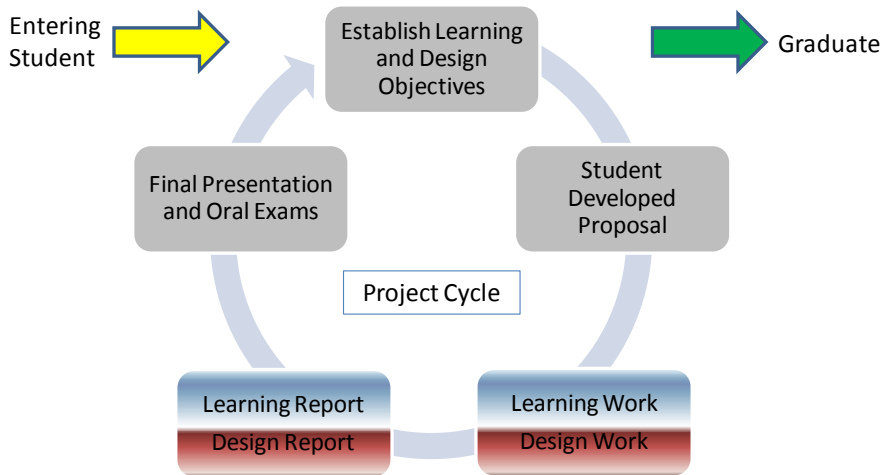 Entering
Student
Establish Learning
and Design
Objectives
Graduate
Student
Developed
Proposal
Learning Work
Design Work
Learning Report
Design Report
Final Presentation
and Oral Exams
Project Cycle